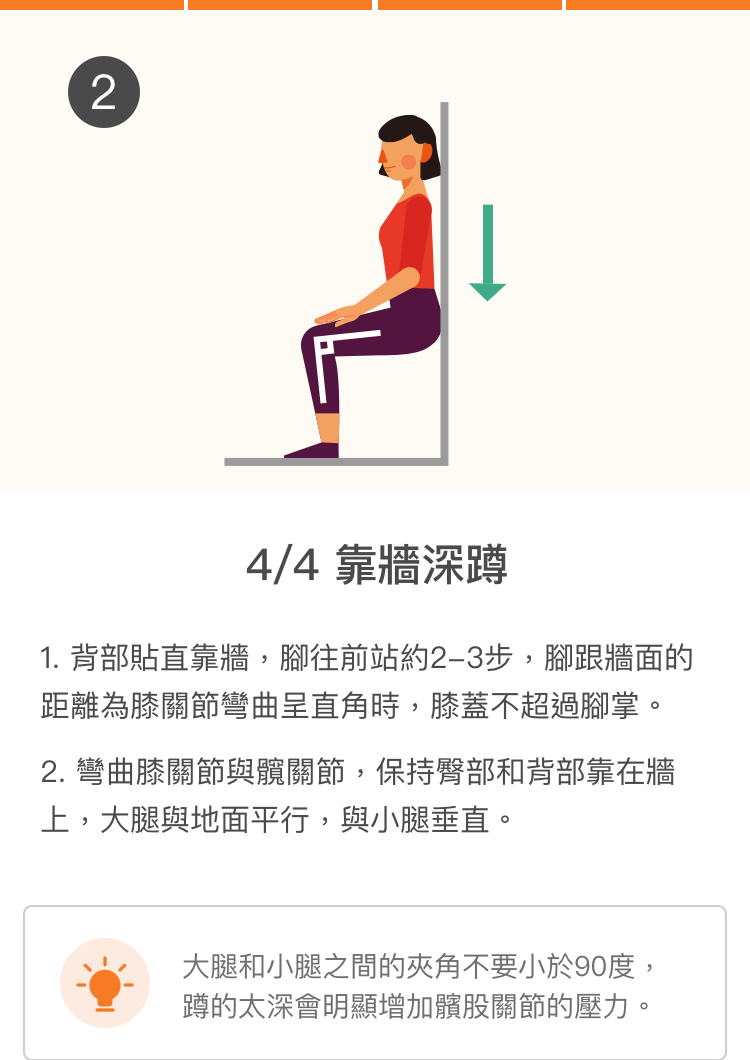 2
4/4 靠牆深蹲
1. 背部貼直靠牆，腳往前站約2–3步，腳跟牆面的
距離為膝關節彎曲呈直角時，膝蓋不超過腳掌。
2. 彎曲膝關節與髖關節，保持臀部和背部靠在牆
上，大腿與地面平行，與小腿垂直。
大腿和小腿之間的夾角不要小於90度，
蹲的太深會明顯增加髕股關節的壓力。